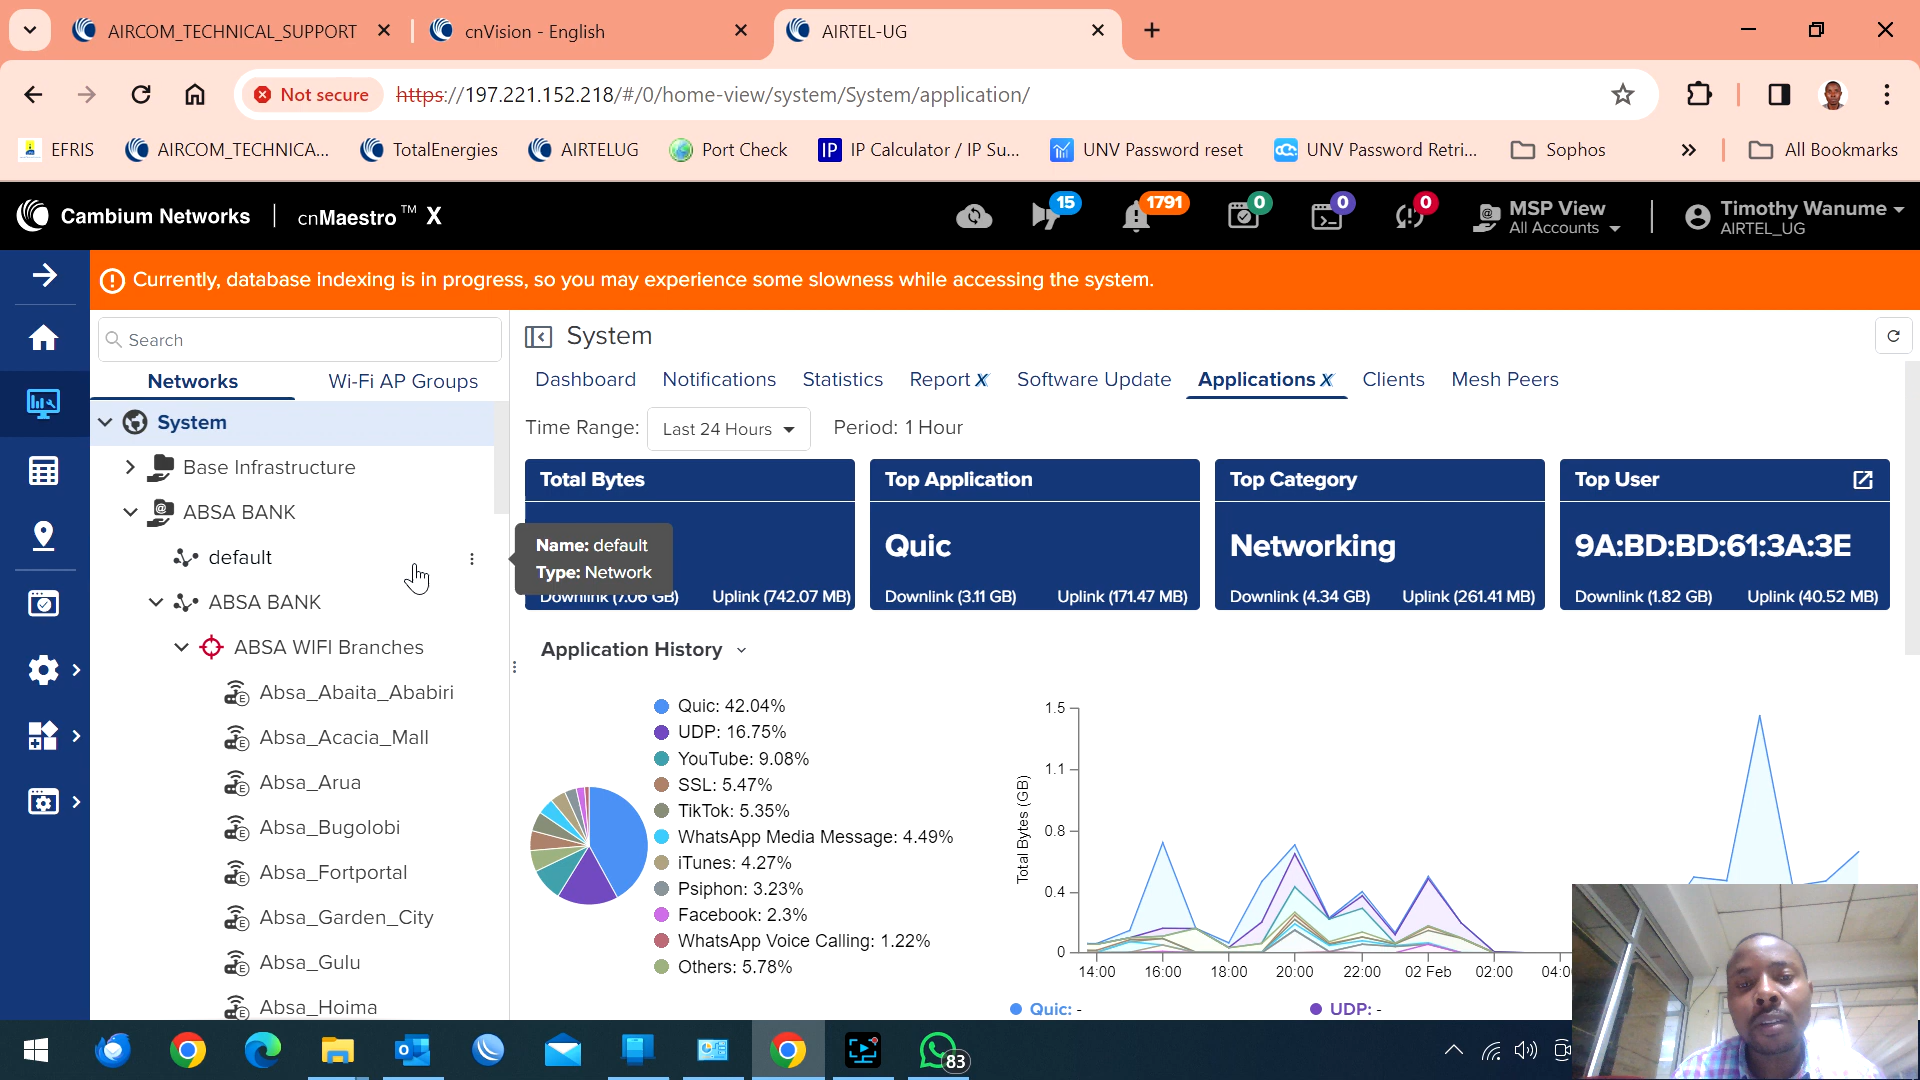 AIRCOM_TECHNICAL_SUPPORT
cnVision - English
AIRTEL-UG
Not secure
https://197.221.152.218/#/0/home-view/system/System/application/
EFRIS
AIRCOM_TECHNICA...
TotalEnergies
AIRTELUG
Port Check
IP
IP Calculator / IP Su...
UNV Password reset
UNV Password Retri...
Sophos
All Bookmarks
Cambium Networks
cnMaestro™ X
15
1791
0
0
0
MSP View
All Accounts
Timothy Wanume
AIRTEL_UG
Currently, database indexing is in progress, so you may experience some slowness while accessing the system.
Search
Networks
Wi-Fi AP Groups
System
Base Infrastructure
ABSA BANK
default
ABSA BANK
ABSA WIFI Branches
Absa_Abaita_Ababiri
Absa_Acacia_Mall
Absa_Arua
Absa_Bugolobi
Absa_Fortportal
Absa_Garden_City
Absa_Gulu
Absa_Hoima
System
Dashboard
Notifications
Statistics
Report X
Software Update
Applications X
Clients
Mesh Peers
Time Range:
Last 24 Hours
Period: 1 Hour
Total Bytes
Downlink (7.06 GB)
Uplink (742.07 MB)
Name: default
Type: Network
Top Application
Quic
Downlink (3.11 GB)
Uplink (171.47 MB)
Top Category
Networking
Downlink (4.34 GB)
Uplink (261.41 MB)
Top User
9A:BD:BD:61:3A:3E
Downlink (1.82 GB)
Uplink (40.52 MB)
Application History
Quic: 42.04%
UDP: 16.75%
YouTube: 9.08%
SSL: 5.47%
TikTok: 5.35%
WhatsApp Media Message: 4.49%
iTunes: 4.27%
Psiphon: 3.23%
Facebook: 2.3%
WhatsApp Voice Calling: 1.22%
Others: 5.78%
Total Bytes (GB)
1.5
1.1
0.8
0.4
0
14:00
16:00
18:00
20:00
22:00
02 Feb
02:00
04:0
Quic: -
UDP: -
83